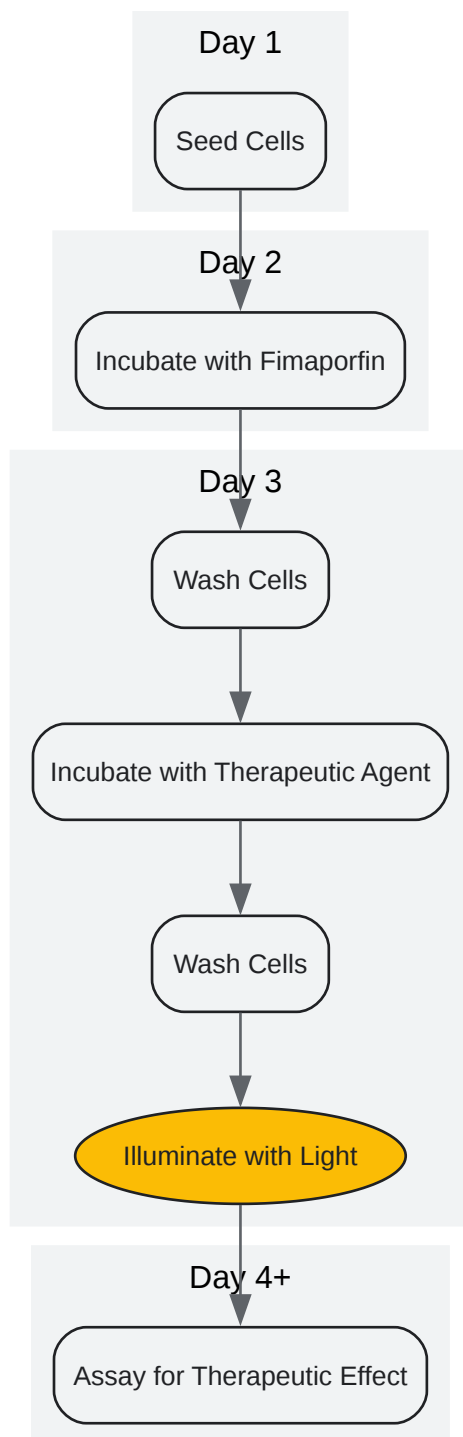 Day 1
Seed Cells
Day 2
Incubate with Fimaporfin
Day 3
Wash Cells
Incubate with Therapeutic Agent
Wash Cells
Illuminate with Light
Day 4+
Assay for Therapeutic Effect